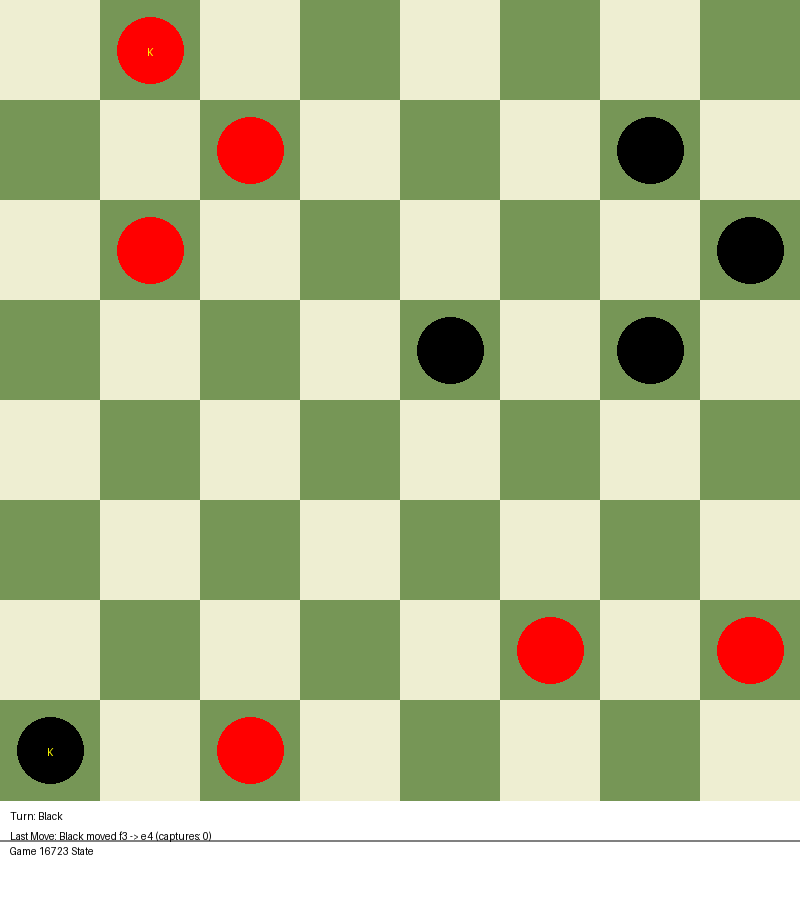 K
K
Turn: Black
Last Move: Black moved f3 -> e4 (captures: 0)
Game 16723 State